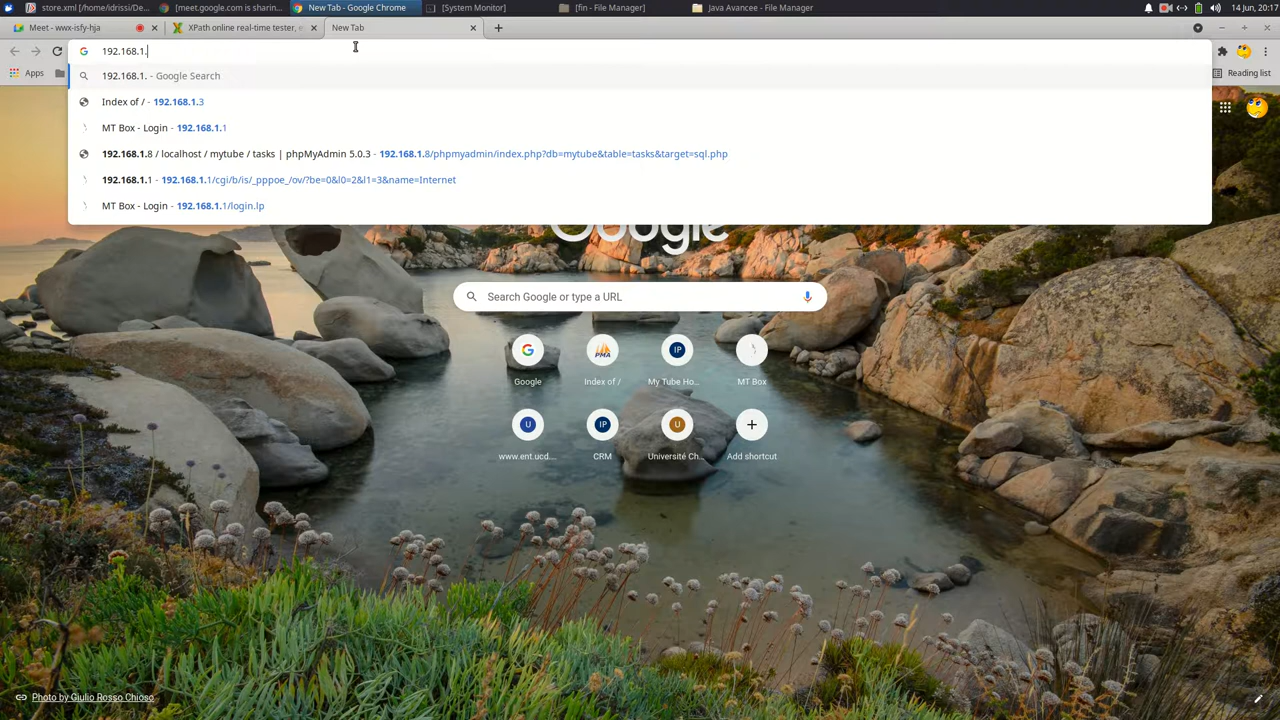 store.xml [/home/idrissi/D...
[meet.google.com is sharin...
New Tab - Google Chrome
[System Monitor]
[fin - File Manager]
Java Avancee - File Manager
14 Jun, 20:17
Meet - wwx-isfy-hja
XPath online real-time tester, e
New Tab
192.168.1.
192.168.1. - Google Search
Index of / - 192.168.1.3
MT Box - Login - 192.168.1.1
192.168.1.8 / localhost / mytube / tasks | phpMyAdmin 5.0.3 - 192.168.1.8/phpmyadmin/index.php?db=mytube&table=tasks&target=sql.php
192.168.1.1 - 192.168.1.1/cgi/b/is/_pppoe_/ov/?be=0&l0=2&l1=3&name=Internet
MT Box - Login - 192.168.1.1/login.lp
Apps
Reading list
Google
Search Google or type a URL
PMA
IP
Google
Index of /
My Tube Ho...
MT Box
U
IP
U
www.ent.ucd....
CRM
Université Ch...
Add shortcut
Photo by Giulio Rosso Chioso